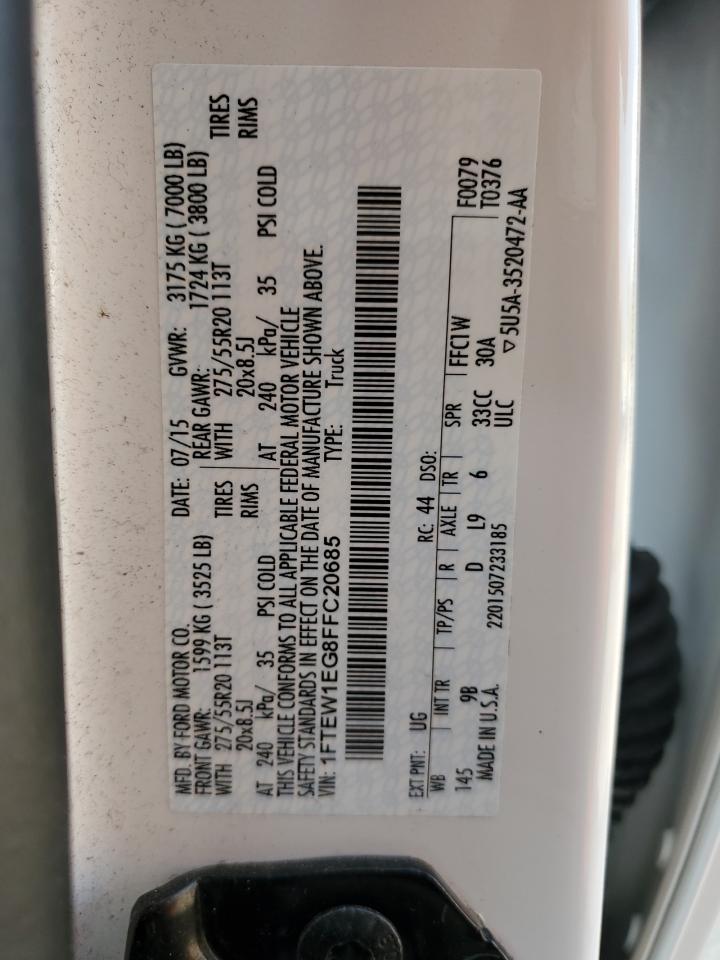 MFD. BY FORD MOTOR CO. DATE: 07/15 GVWR: 3175 KG ( 7000 LB)
FRONT GAWR: 1599 KG ( 3525 LB) REAR GAWR: 1724 KG ( 3800 LB)
WITH 275/55R20 113T TIRES WITH 275/55R20 113T TIRES
20x8.5J RIMS 20x8.5J RIMS
AT 240 kPa/ 35 PSI COLD AT 240 kPa/ 35 PSI COLD
THIS VEHICLE CONFORMS TO ALL APPLICABLE FEDERAL MOTOR VEHICLE
SAFETY STANDARDS IN EFFECT ON THE DATE OF MANUFACTURE SHOWN ABOVE.
VIN: 1FTEW1EG8FFC20685 TYPE: Truck
EXT PNT: UG RC: 44 DSO:
WB INT TR TP/PS R AXLE TR SPR FFC1W F0079
145 9B D L9 6 33CC 30A T0376
MADE IN U.S.A. 2201507233185 ULC ▽5U5A-3520472-AA